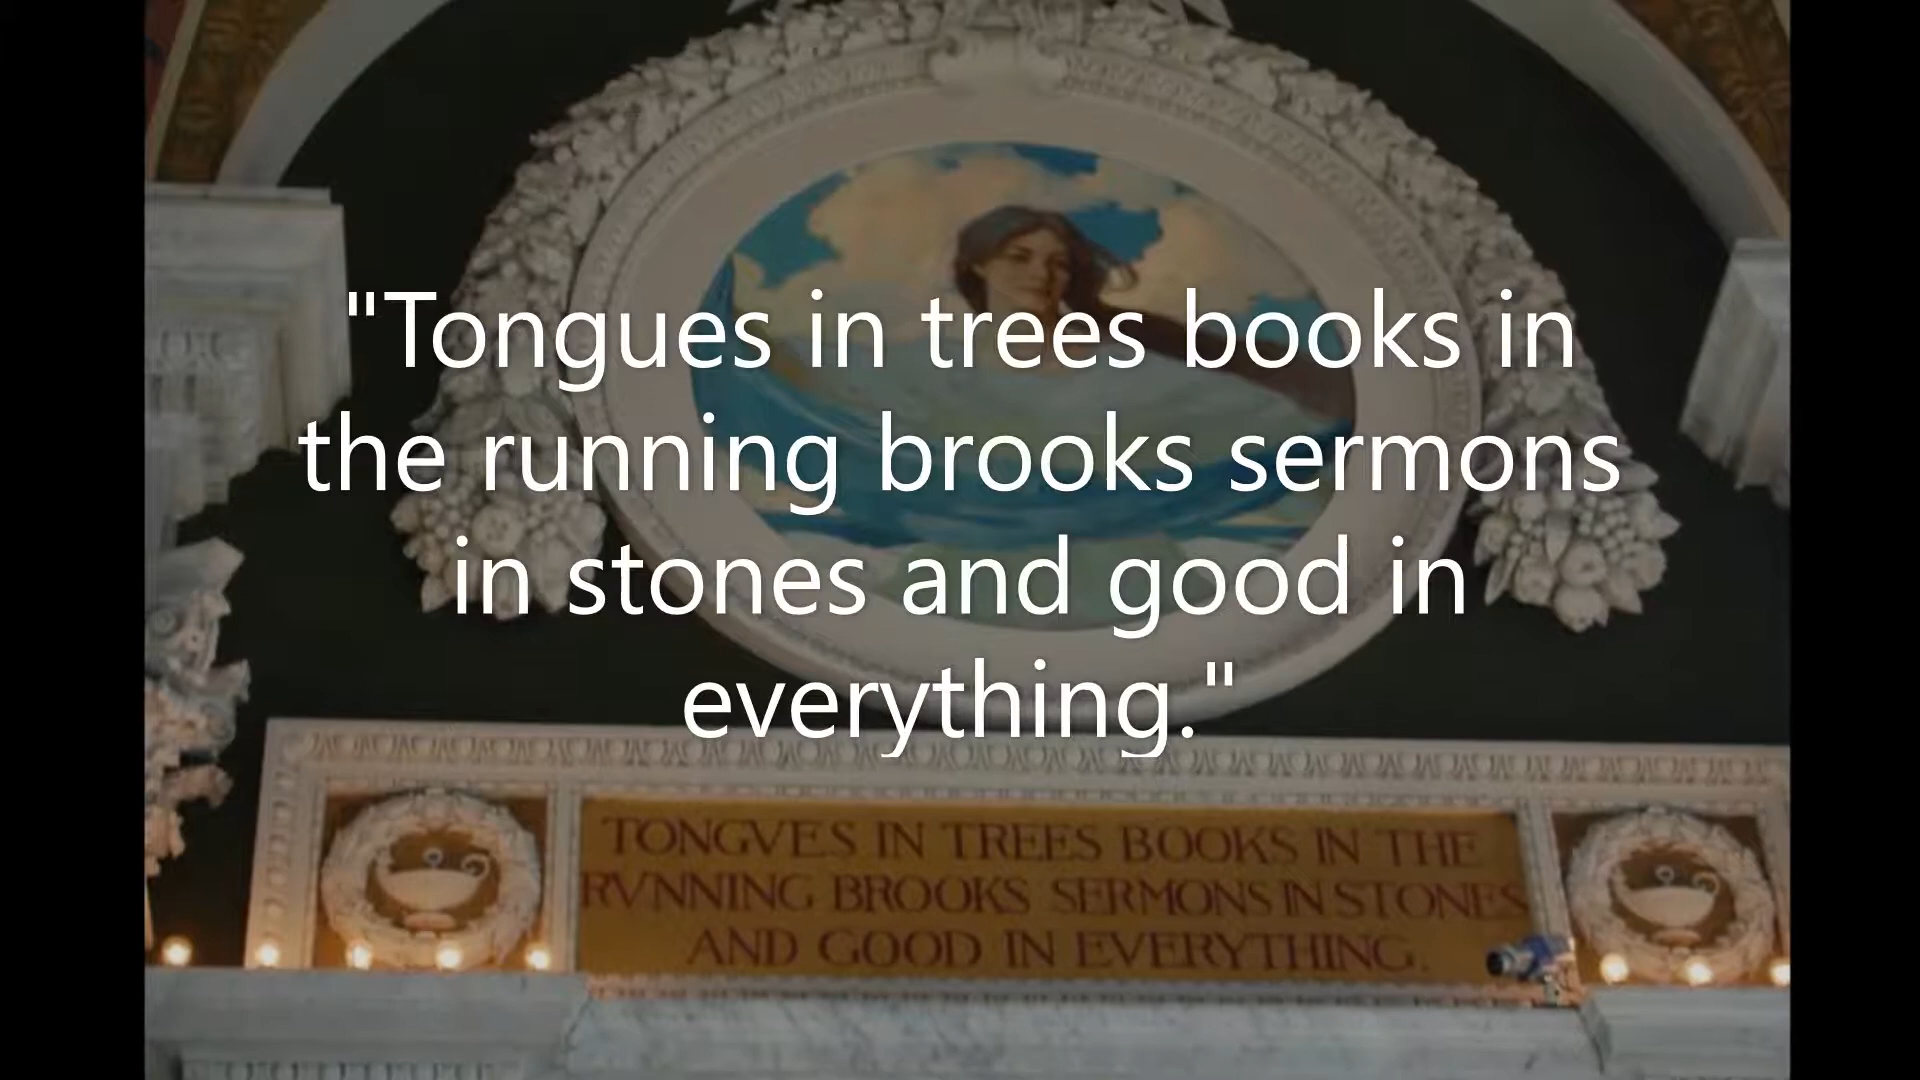 "Tongues in trees books in
the running brooks sermons
in stones and good in
everything."
TONGVES IN TREES BOOKS IN THE
RVNNING BROOKS SERMONS IN STONES
AND GOOD IN EVERYTHING.